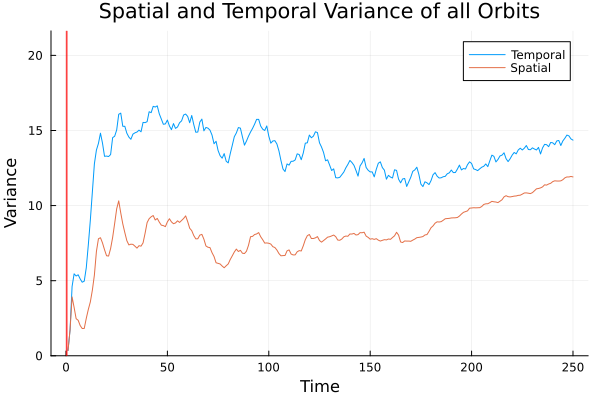 Spatial and Temporal Variance of all Orbits
Temporal
Spatial
Variance
20
15
10
5
0
0 50 100 150 200 250
Time